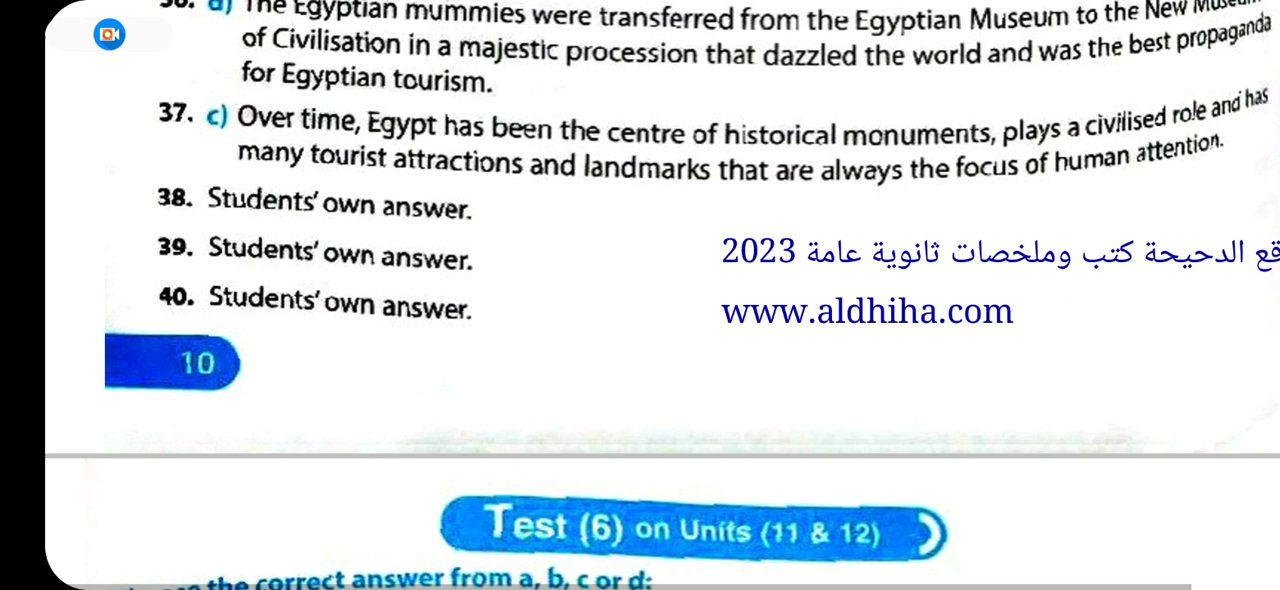 36. a) The Egyptian mummies were transferred from the Egyptian Museum to the New
of Civilisation in a majestic procession that dazzled the world and was the best propaganda
for Egyptian tourism.
37. c) Over time, Egypt has been the centre of historical monuments, plays a civilised role and has
many tourist attractions and landmarks that are always the focus of human attention.
38. Students' own answer.
39. Students' own answer.
الدحيحة كتب وملخصات ثانوية عامة 2023
40. Students' own answer.
www.aldhiha.com
10
Test (6) on Units (11 & 12)
the correct answer from a, b, c or d: